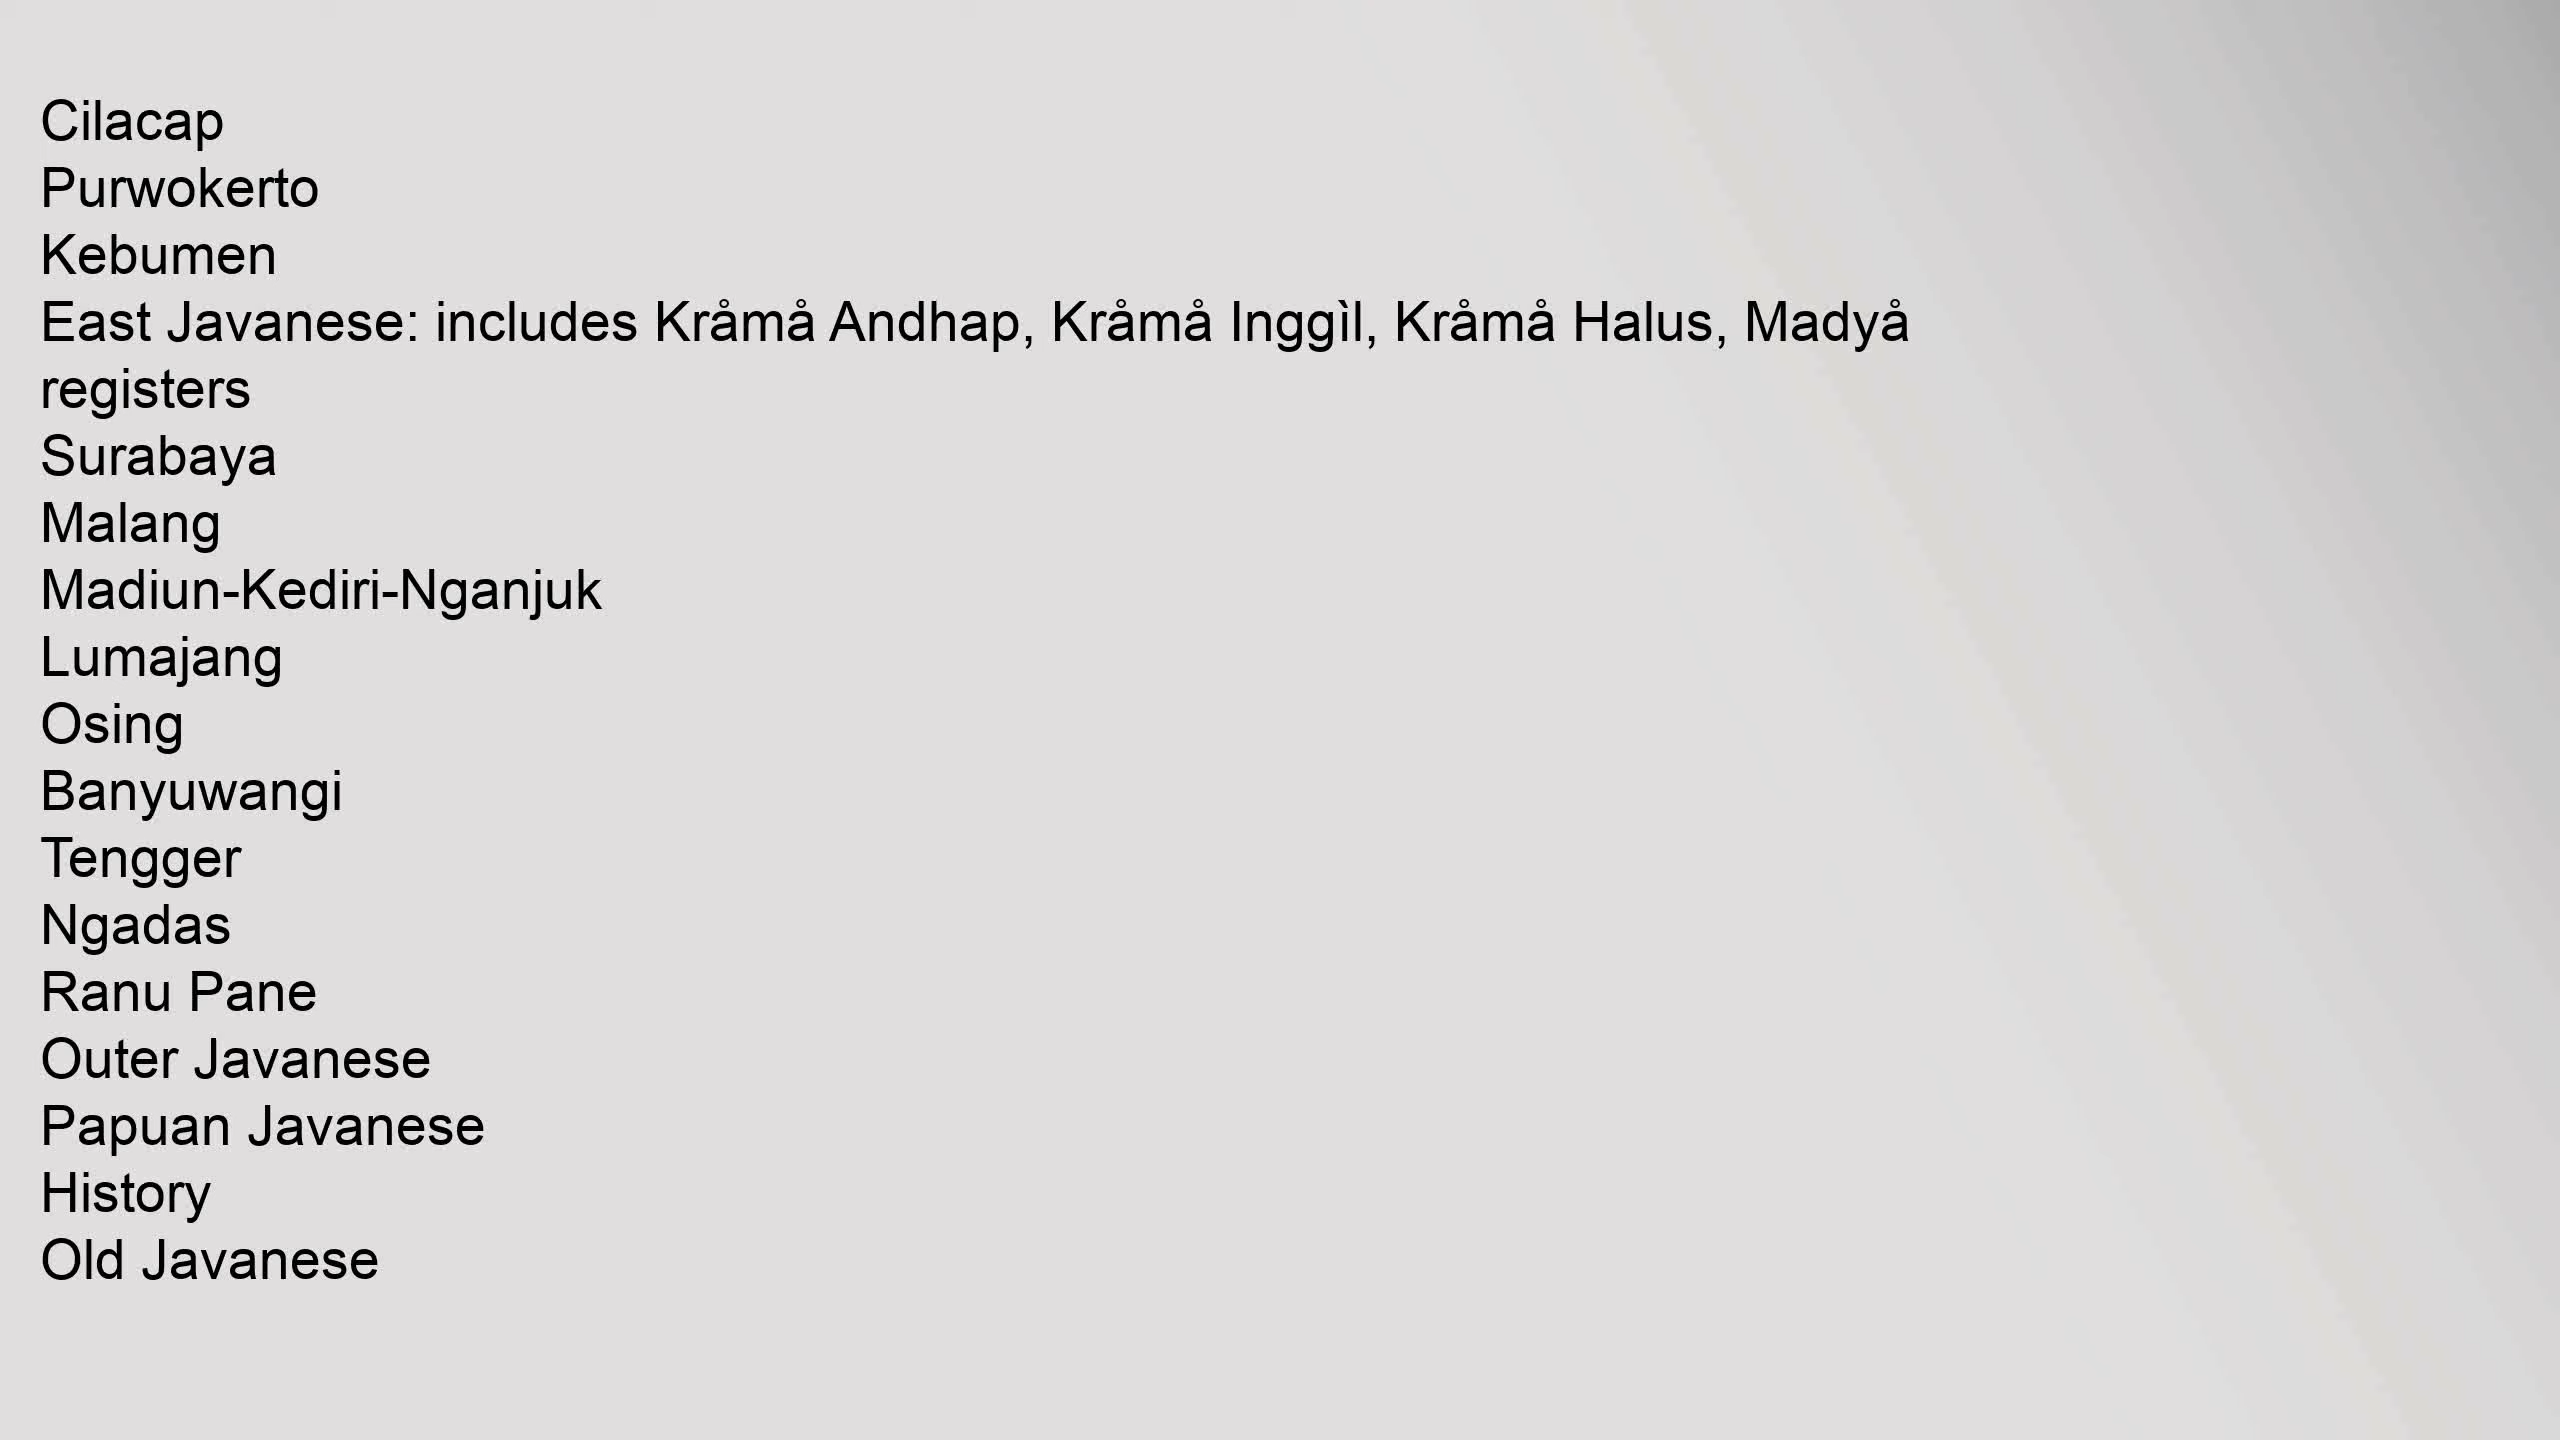 Cilacap
Purwokerto
Kebumen
East Javanese: includes Kråmå Andhap, Kråmå Inggìl, Kråmå Halus, Madyå
registers
Surabaya
Malang
Madiun-Kediri-Nganjuk
Lumajang
Osing
Banyuwangi
Tengger
Ngadas
Ranu Pane
Outer Javanese
Papuan Javanese
History
Old Javanese